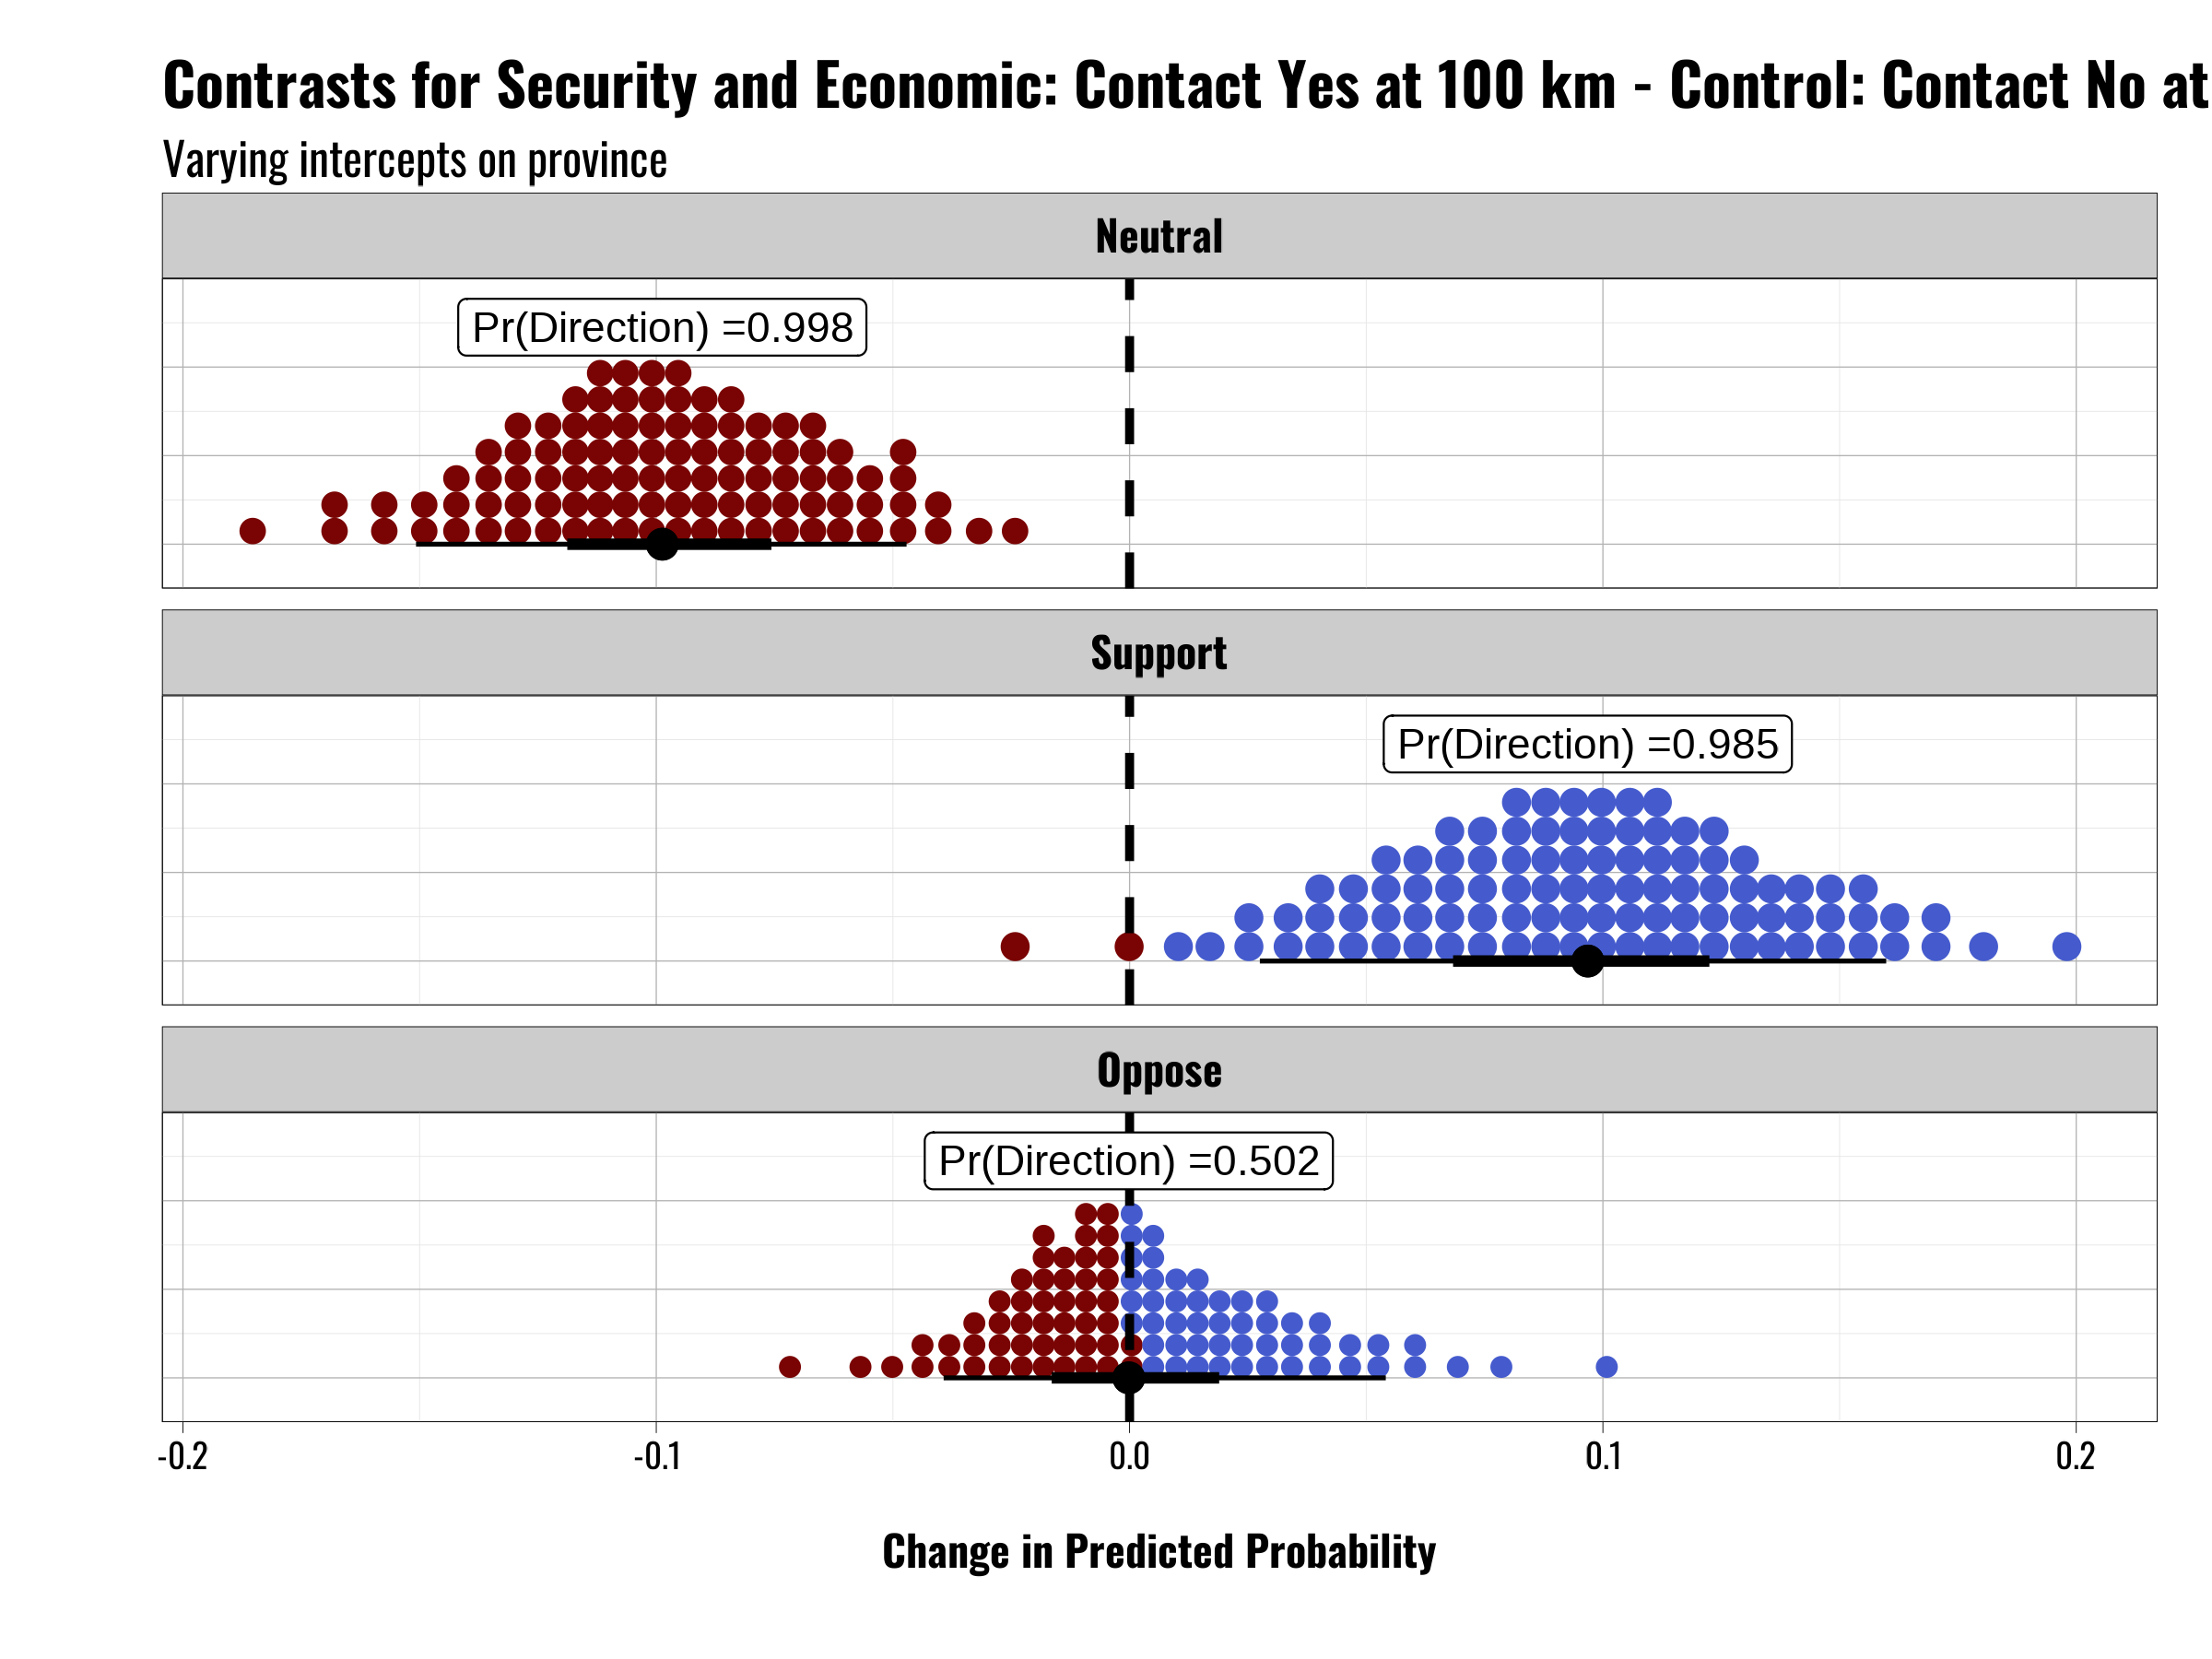 Contrasts for Security and Economic: Contact Yes at 100 km - Control: Contact No at
Varying intercepts on province
Neutral
Pr(Direction) =0.998
Support
Pr(Direction) =0.985
Oppose
Pr(Direction) =0.502
-0.2 -0.1 0.0 0.1 0.2
Change in Predicted Probability